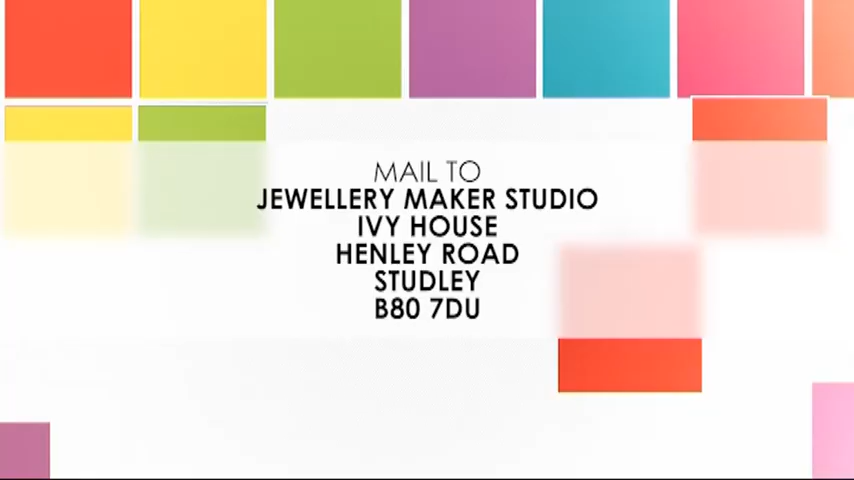 MAIL TO
JEWELLERY MAKER STUDIO
IVY HOUSE
HENLEY ROAD
STUDLEY
B80 7DU